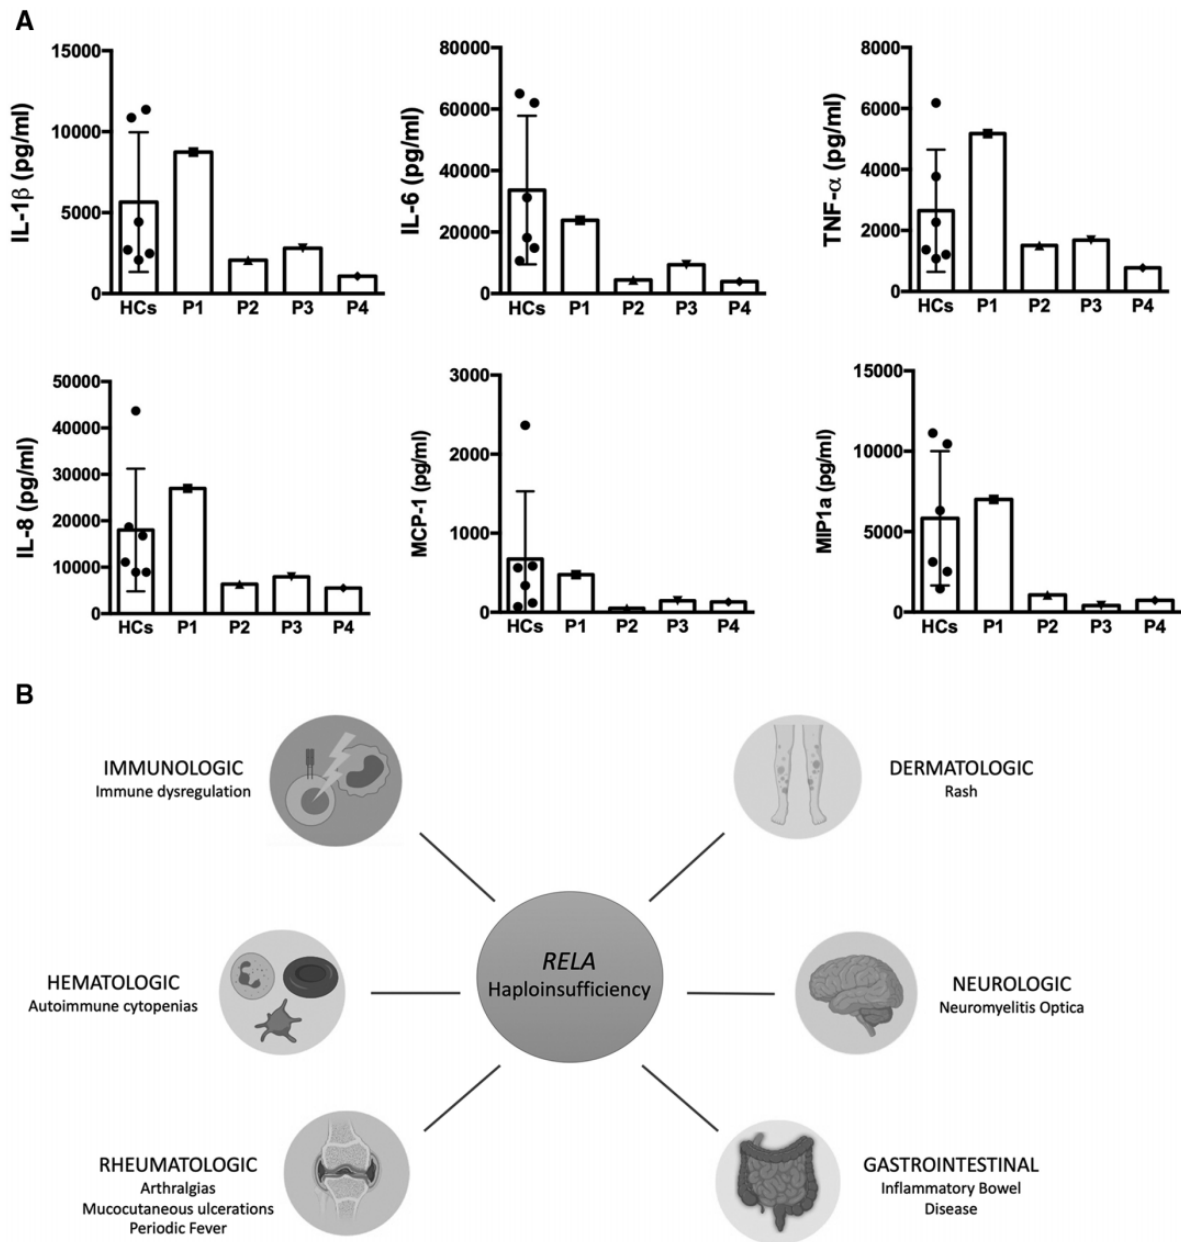 A
IL-1β (pg/ml)
15000
10000
5000
0
HCs P1 P2 P3 P4
IL-6 (pg/ml)
80000
60000
40000
20000
0
HCs P1 P2 P3 P4
TNF-α (pg/ml)
8000
6000
4000
2000
0
HCs P1 P2 P3 P4
IL-8 (pg/ml)
50000
40000
30000
20000
10000
0
HCs P1 P2 P3 P4
MCP-1 (pg/ml)
3000
2000
1000
0
HCs P1 P2 P3 P4
MIP1a (pg/ml)
15000
10000
5000
0
HCs P1 P2 P3 P4
B
IMMUNOLOGIC
Immune dysregulation
DERMATOLOGIC
Rash
HEMATOLOGIC
Autoimmune cytopenias
RELA
Haploinsufficiency
NEUROLOGIC
Neuromyelitis Optica
RHEUMATOLOGIC
Arthralgias
Mucocutaneous ulcerations
Periodic Fever
GASTROINTESTINAL
Inflammatory Bowel
Disease